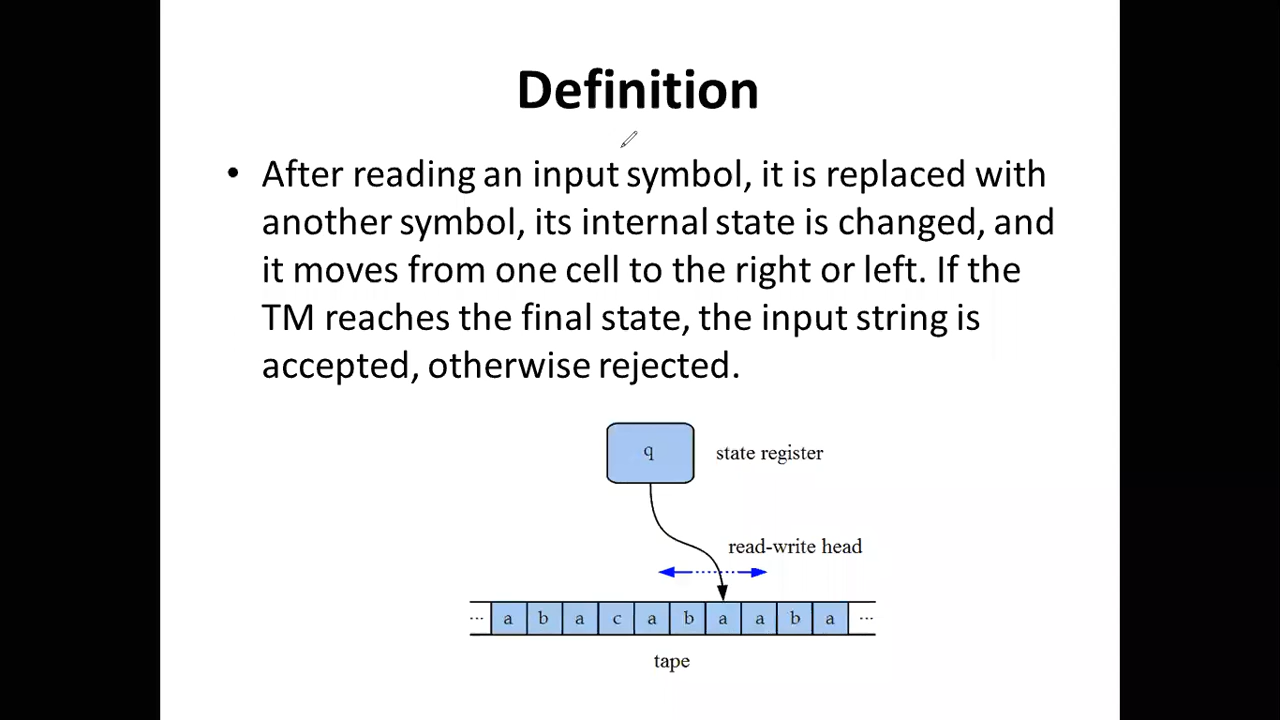 Definition
• After reading an input symbol, it is replaced with
another symbol, its internal state is changed, and
it moves from one cell to the right or left. If the
TM reaches the final state, the input string is
accepted, otherwise rejected.
q state register
read-write head
... a b a c a b a a b a ...
tape